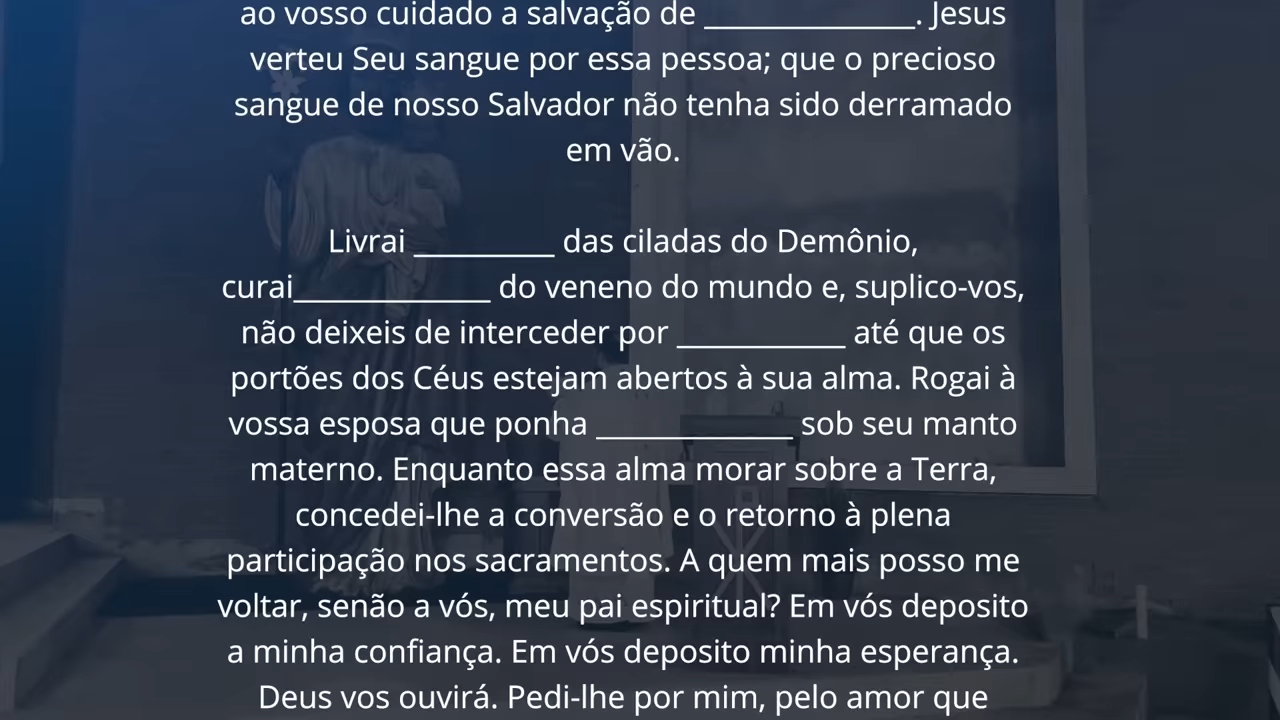 ao vosso cuidado a salvação de _______________. Jesus
verteu Seu sangue por essa pessoa; que o precioso
sangue de nosso Salvador não tenha sido derramado
em vão.
Livrai __________ das ciladas do Demônio,
curai______________ do veneno do mundo e, suplico-vos,
não deixeis de interceder por ____________ até que os
portões dos Céus estejam abertos à sua alma. Rogai à
vossa esposa que ponha ______________ sob seu manto
materno. Enquanto essa alma morar sobre a Terra,
concedei-lhe a conversão e o retorno à plena
participação nos sacramentos. A quem mais posso me
voltar, senão a vós, meu pai espiritual? Em vós deposito
a minha confiança. Em vós deposito minha esperança.
Deus vos ouvirá. Pedi-lhe por mim, pelo amor que